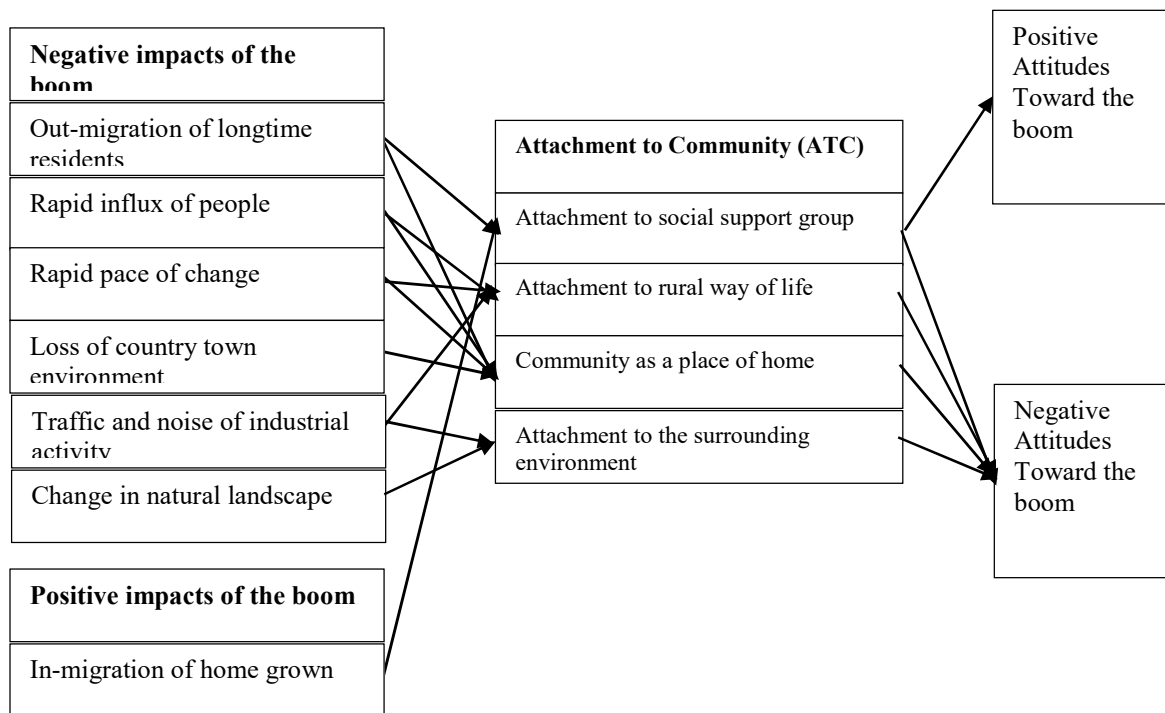 Negative impacts of the
boom
Out-migration of longtime
residents
Rapid influx of people
Rapid pace of change
Loss of country town
environment
Traffic and noise of industrial
activity
Change in natural landscape
Positive impacts of the boom
In-migration of home grown
Attachment to Community (ATC)
Attachment to social support group
Attachment to rural way of life
Community as a place of home
Attachment to the surrounding
environment
Positive
Attitudes
Toward the
boom
Negative
Attitudes
Toward the
boom